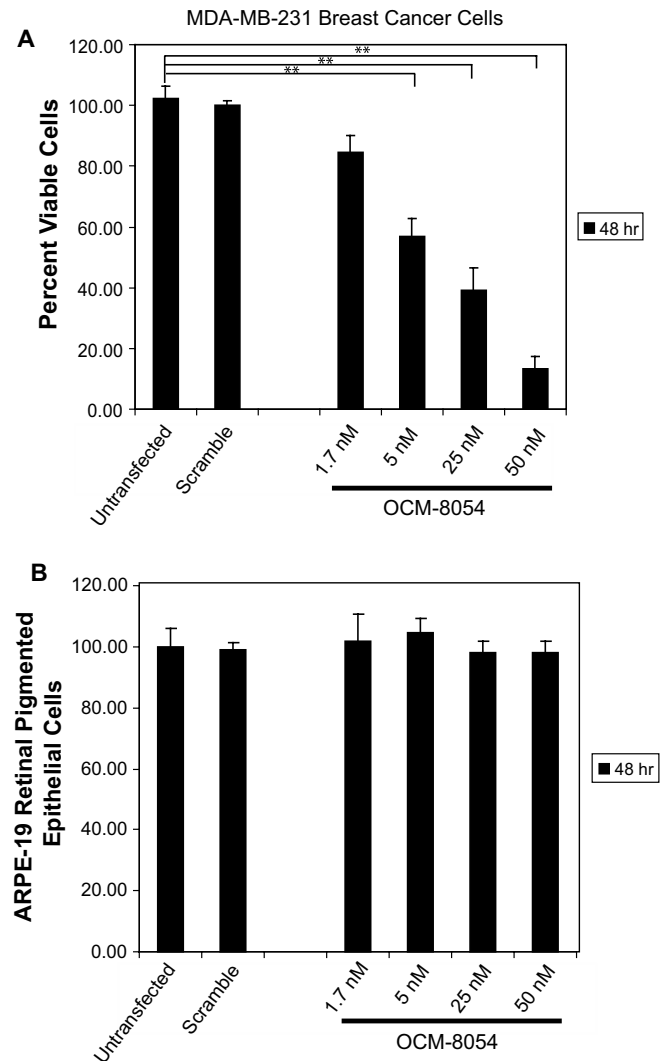 MDA-MB-231 Breast Cancer Cells
A
120.00
100.00
80.00
60.00
40.00
20.00
0.00
Percent Viable Cells
**
**
**
48 hr
Untransfected
Scramble
1.7 nM
5 nM
25 nM
50 nM
OCM-8054
B
120.00
100.00
80.00
60.00
40.00
20.00
0.00
ARPE-19 Retinal Pigmented
Epithelial Cells
48 hr
Untransfected
Scramble
1.7 nM
5 nM
25 nM
50 nM
OCM-8054